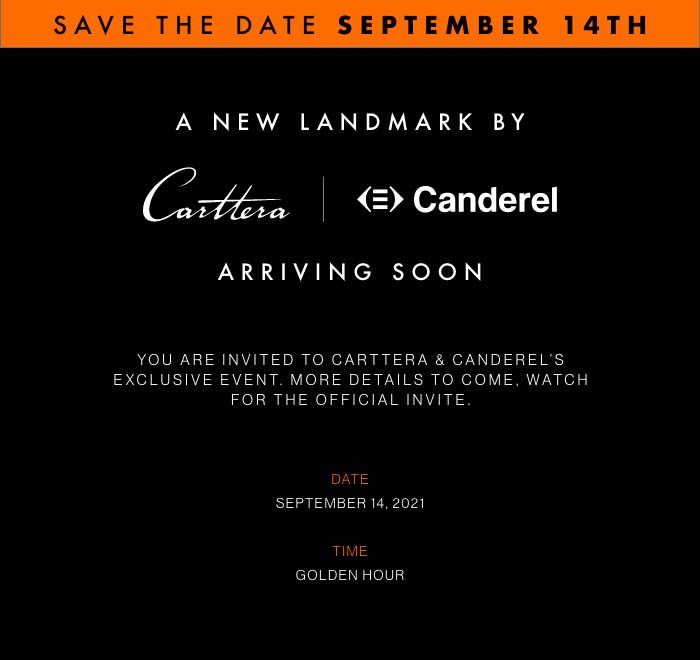 SAVE THE DATE SEPTEMBER 14TH
A NEW LANDMARK BY
Carttera | Canderel
ARRIVING SOON
YOU ARE INVITED TO CARTTERA & CANDEREL'S
EXCLUSIVE EVENT. MORE DETAILS TO COME, WATCH
FOR THE OFFICIAL INVITE.
DATE
SEPTEMBER 14, 2021
TIME
GOLDEN HOUR